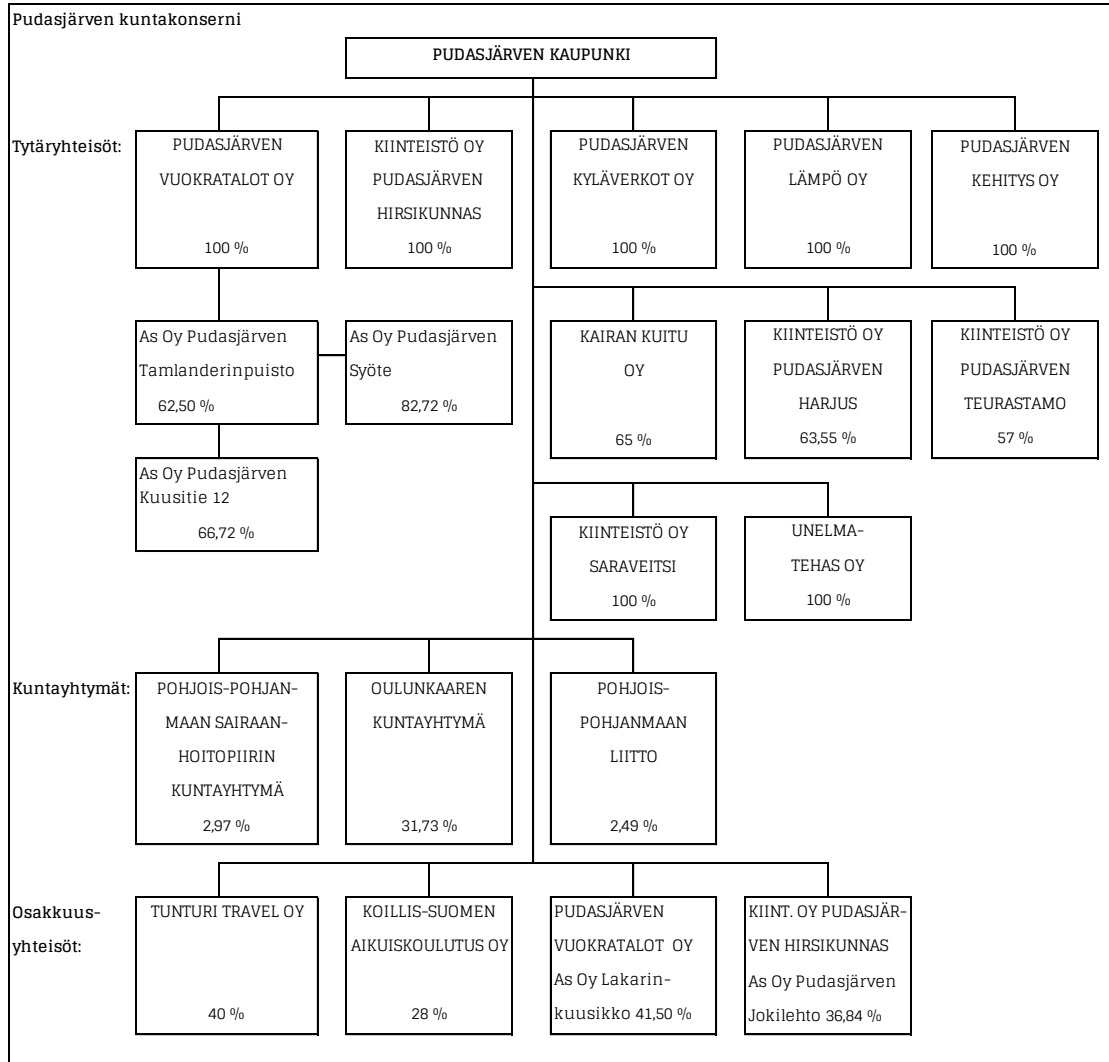 Pudasjärven kuntakonserni
PUDASJÄRVEN KAUPUNKI
Tytäryhteisöt:
PUDASJÄRVEN
VUOKRATALOT OY
100 %
KIINTEISTÖ OY
PUDASJÄRVEN
HIRSIKUNNAS
100 %
PUDASJÄRVEN
KYLÄVERKOT OY
100 %
PUDASJÄRVEN
LÄMPÖ OY
100 %
PUDASJÄRVEN
KEHITYS OY
100 %
As Oy Pudasjärven
Tamlanderinpuisto
62,50 %
As Oy Pudasjärven
Syöte
82,72 %
KAIRAN KUITU
OY
65 %
KIINTEISTÖ OY
PUDASJÄRVEN
HARJUS
63,55 %
KIINTEISTÖ OY
PUDASJÄRVEN
TEURASTAMO
57 %
As Oy Pudasjärven
Kuusitie 12
66,72 %
KIINTEISTÖ OY
SARAVEITSI
100 %
UNELMA-
TEHAS OY
100 %
Kuntayhtymät:
POHJOIS-POHJAN-
MAAN SAIRAAN-
HOITOPIIRIN
KUNTAYHTYMÄ
2,97 %
OULUNKAAREN
KUNTAYHTYMÄ
31,73 %
POHJOIS-
POHJANMAAN
LIITTO
2,49 %
Osakkuus-
yhteisöt:
TUNTURI TRAVEL OY
40 %
KOILLIS-SUOMEN
AIKUISKOULUTUS OY
28 %
PUDASJÄRVEN
VUOKRATALOT OY
As Oy Lakarin-
kuusikko 41,50 %
KIINT. OY PUDASJÄR-
VEN HIRSIKUNNAS
As Oy Pudasjärven
Jokilehto 36,84 %